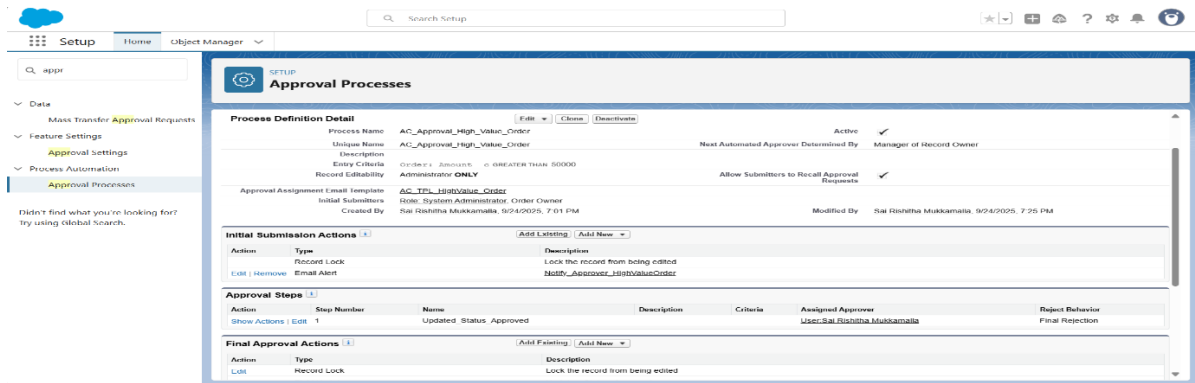 Search Setup
Setup Home Object Manager
appr
SETUP
Approval Processes
Data
Mass Transfer Approval Requests
Feature Settings
Approval Settings
Process Automation
Approval Processes
Didn't find what you're looking for?
Try using Global Search.
Process Definition Detail Edit Clone Deactivate
Process Name AC_Approval_High_Value_Order Active
Unique Name AC_Approval_High_Value_Order Next Automated Approver Determined By Manager of Record Owner
Description
Entry Criteria Order: Amount c GREATER THAN 50000
Record Editability Administrator ONLY Allow Submitters to Recall Approval Requests
Approval Assignment Email Template AC_TPL_HighValue_Order
Initial Submitters Role: System Administrator, Order Owner
Created By Sai Rishitha Mukkamalla, 9/24/2025, 7:01 PM Modified By Sai Rishitha Mukkamalla, 9/24/2025, 7:25 PM
Initial Submission Actions Add Existing Add New
Action Type Description
Record Lock Lock the record from being edited
Edit | Remove Email Alert Notify_Approver_HighValueOrder
Approval Steps
Action Step Number Name Description Criteria Assigned Approver Reject Behavior
Show Actions | Edit 1 Updated_Status_Approved User:Sai Rishitha Mukkamalla Final Rejection
Final Approval Actions Add Existing Add New
Action Type Description
Edit Record Lock Lock the record from being edited